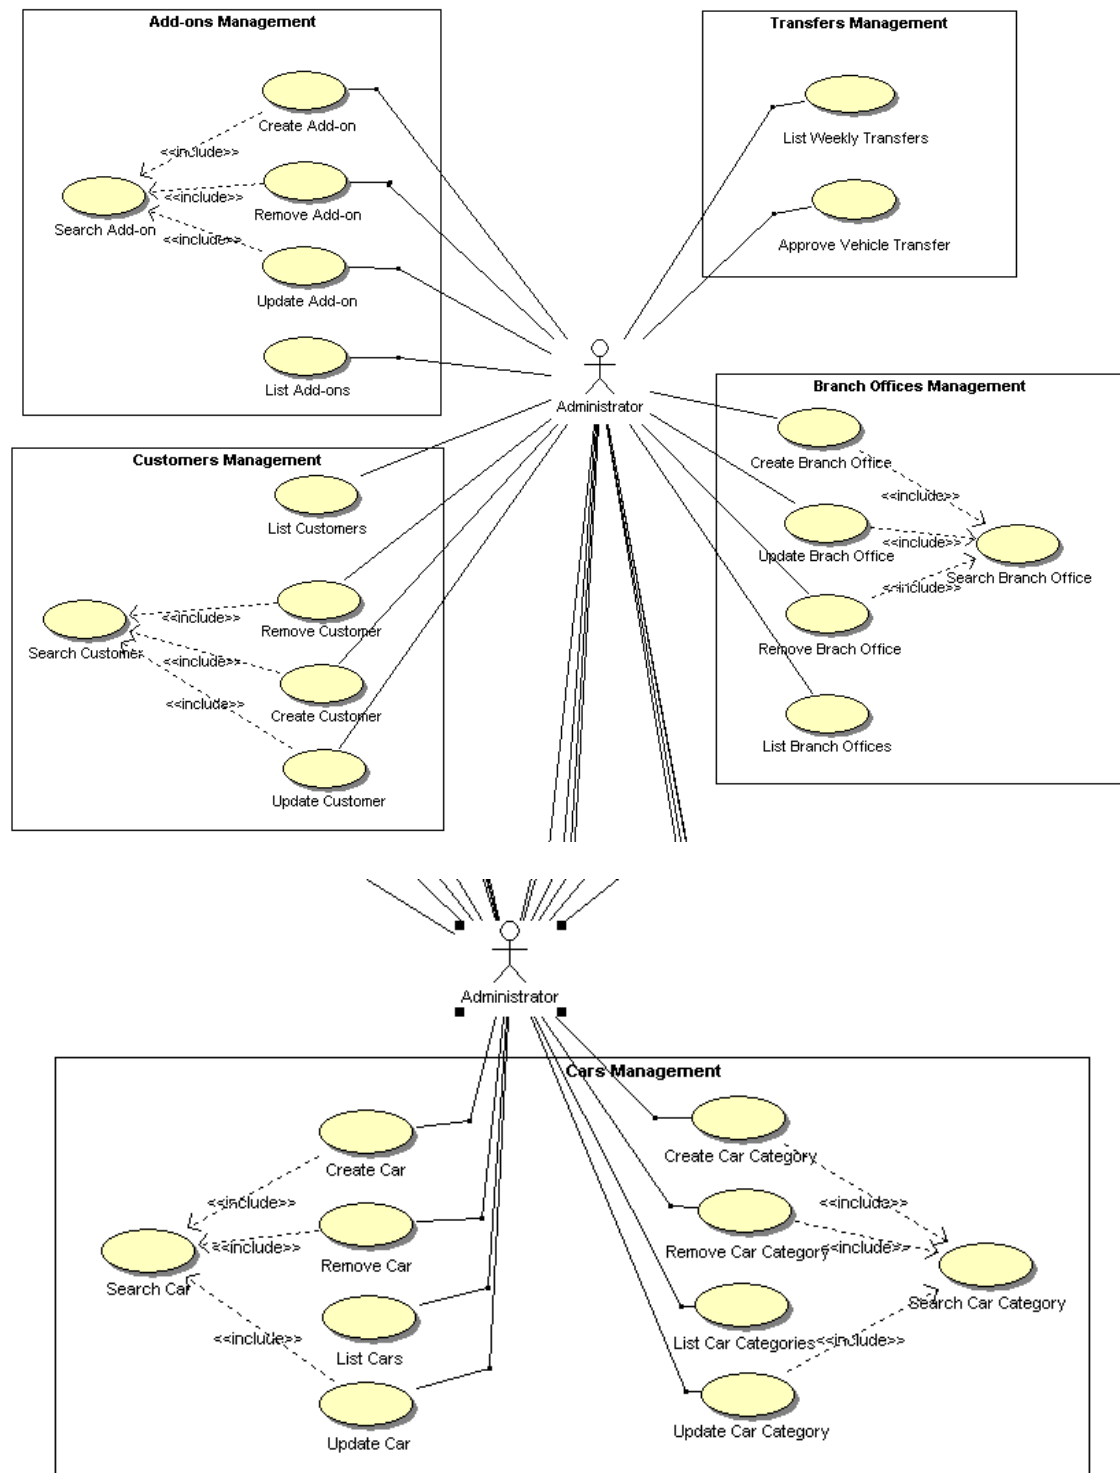 Add-ons Management
Create Add-on
<<include>>
<<include>>
Remove Add-on
Search Add-on
<<include>>
Update Add-on
List Add-ons
Transfers Management
List Weekly Transfers
Approve Vehicle Transfer
Administrator
Branch Offices Management
Create Branch Office
<<include>>
Update Brach Office
<<include>>
Search Branch Office
<<include>>
Remove Brach Office
List Branch Offices
Customers Management
List Customers
<<include>>
Remove Customer
Search Customer
<<include>>
<<include>>
Create Customer
Update Customer
Administrator
Cars Management
Create Car
<<include>>
<<include>>
Remove Car
Search Car
<<include>>
List Cars
Update Car
Create Car Category
<<include>>
Remove Car Category
<<include>>
Search Car Category
List Car Categories
<<include>>
Update Car Category